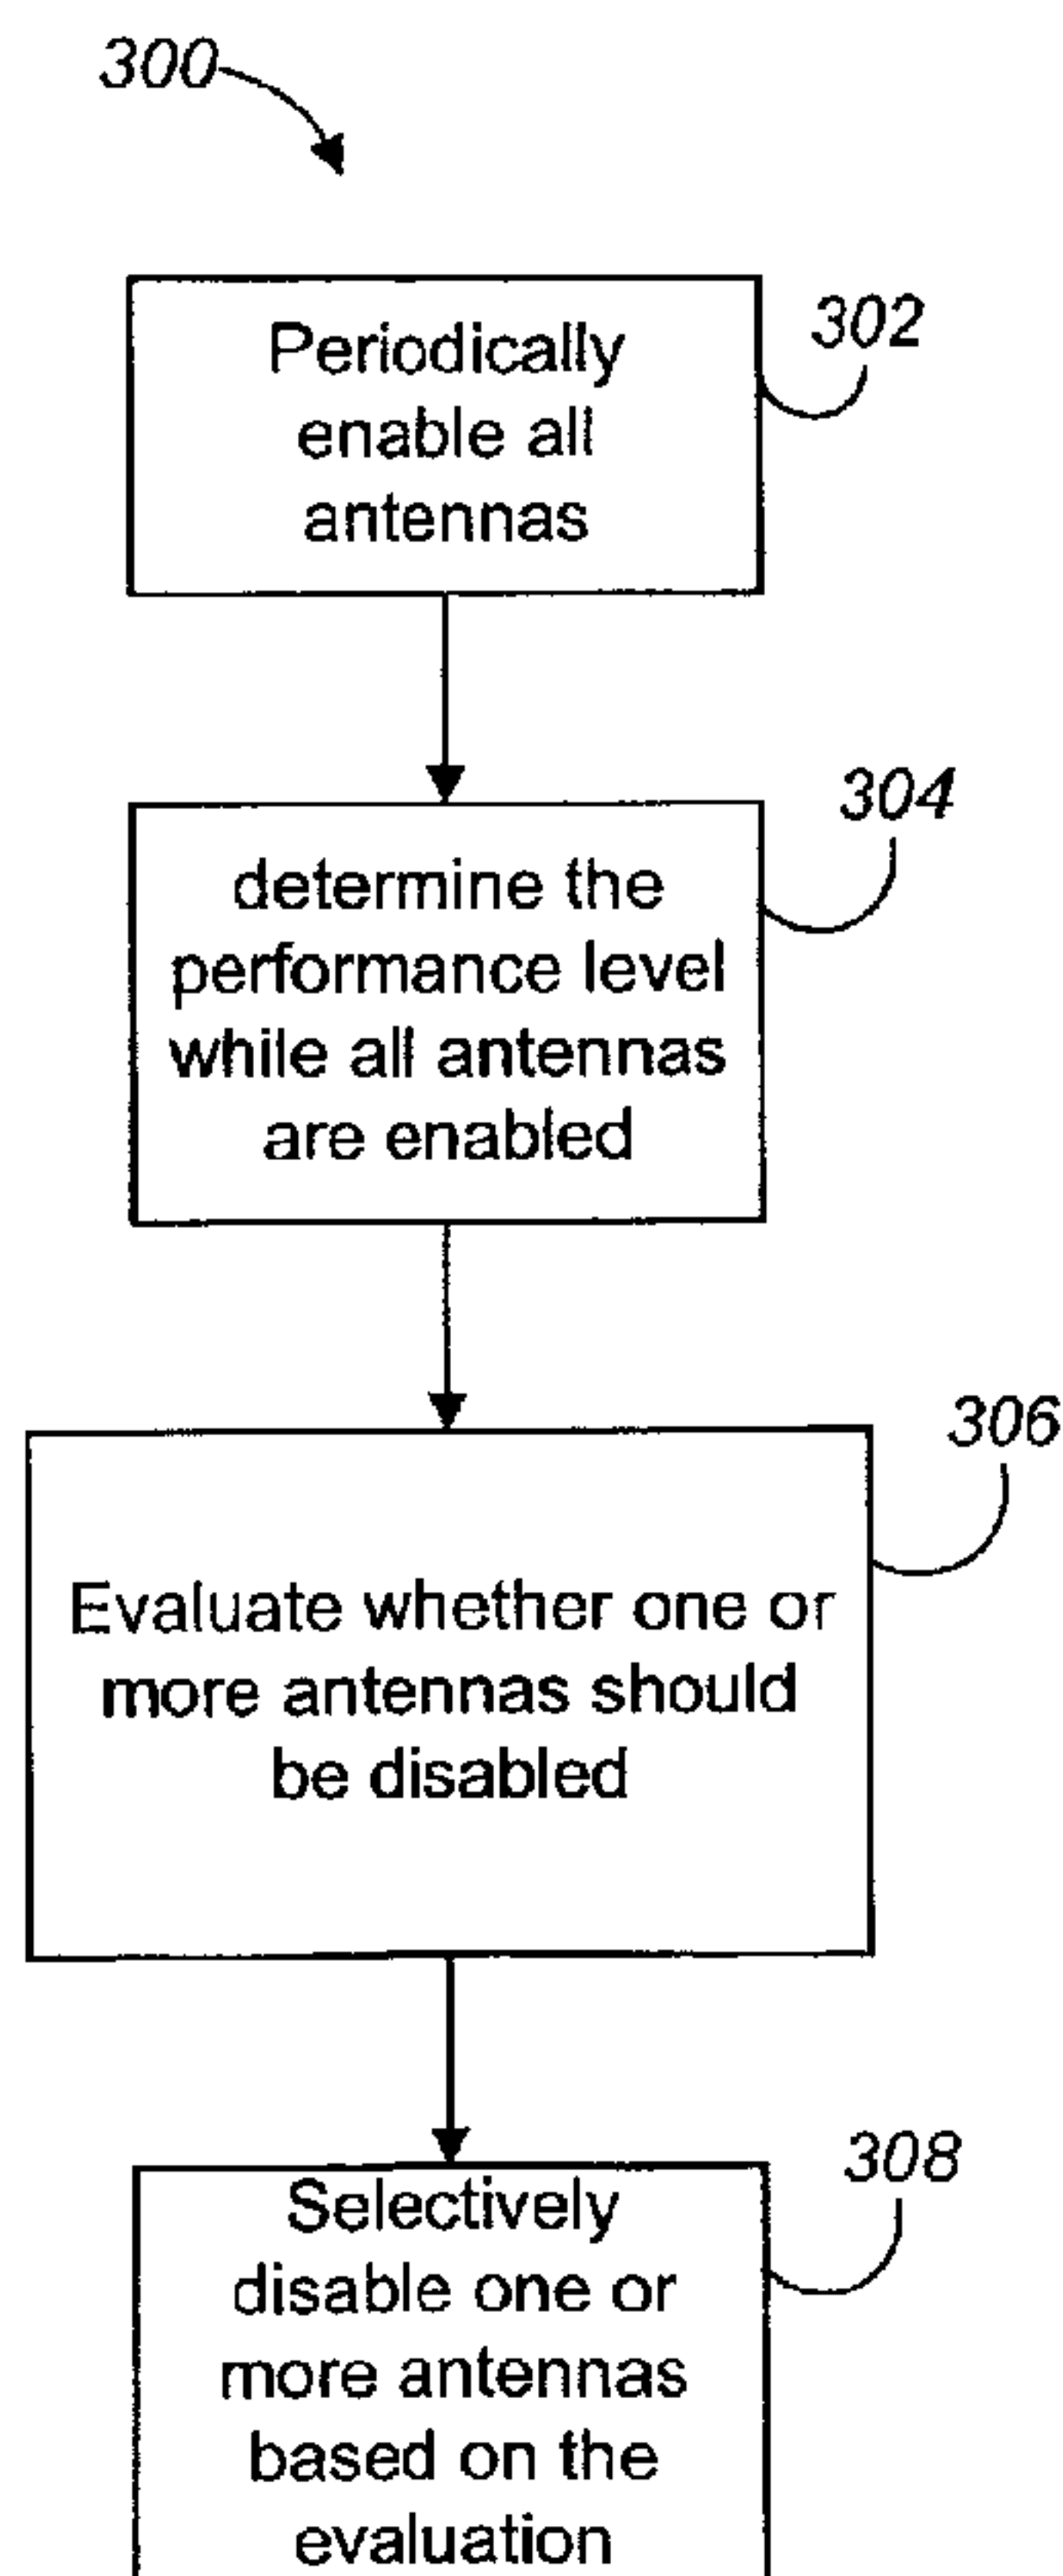 300
302
Periodically
enable all
antennas
304
determine the
performance level
while all antennas
are enabled
306
Evaluate whether one or
more antennas should
be disabled
308
Selectively
disable one or
more antennas
based on the
evaluation